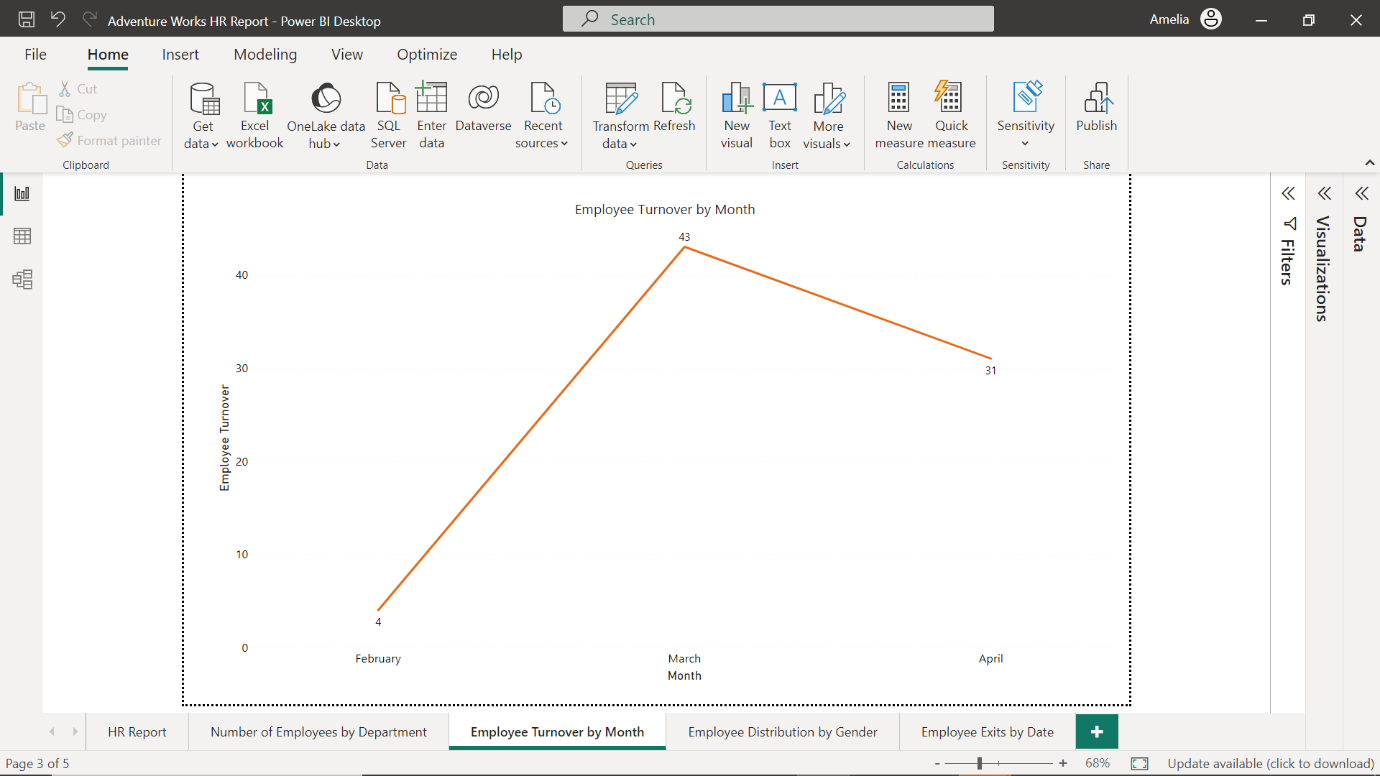 Adventure Works HR Report - Power BI Desktop
Search
Amelia
File Home Insert Modeling View Optimize Help
Paste
Cut
Copy
Format painter
Clipboard
Get data
Excel workbook
OneLake data hub
SQL Server
Enter data
Dataverse
Recent sources
Data
Transform data
Refresh
Queries
New visual
Text box
More visuals
Insert
New measure
Quick measure
Calculations
Sensitivity
Sensitivity
Publish
Share
Employee Turnover by Month
43
40
30
31
Employee Turnover
20
10
4
0
February March April
Month
Filters
Visualizations
Data
HR Report
Number of Employees by Department
Employee Turnover by Month
Employee Distribution by Gender
Employee Exits by Date
+
Page 3 of 5
- + 68%
Update available (click to download)